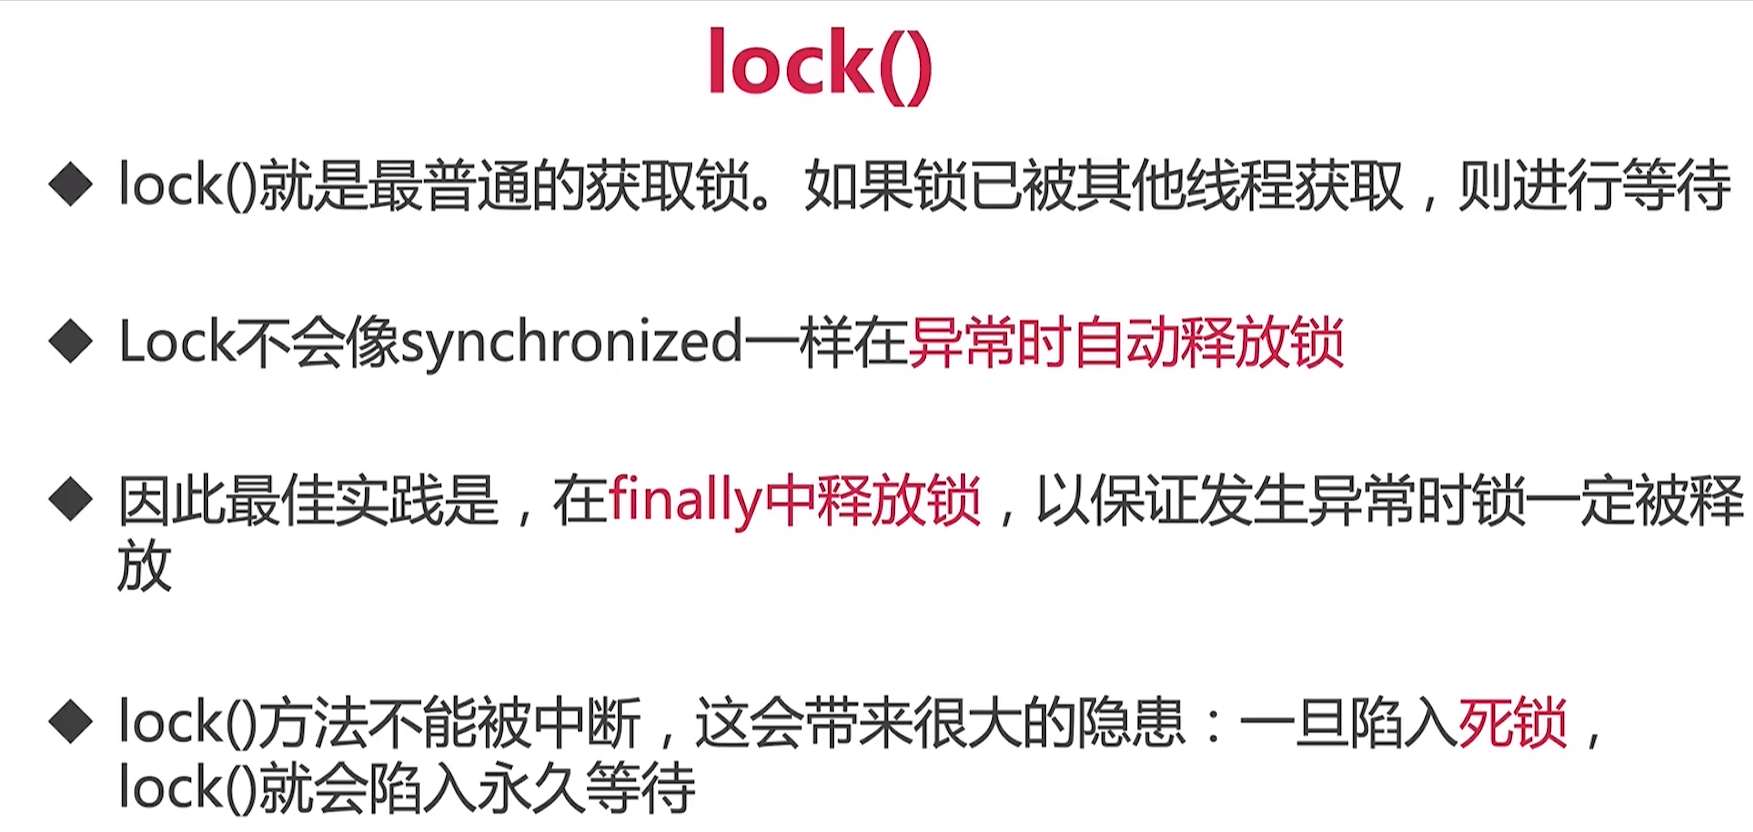 lock()
◆ lock()就是最普通的获取锁。如果锁已被其他线程获取，则进行等待
◆ Lock不会像synchronized一样在异常时自动释放锁
◆ 因此最佳实践是，在finally中释放锁，以保证发生异常时锁一定被释
放
◆ lock()方法不能被中断，这会带来很大的隐患：一旦陷入死锁，
lock()就会陷入永久等待